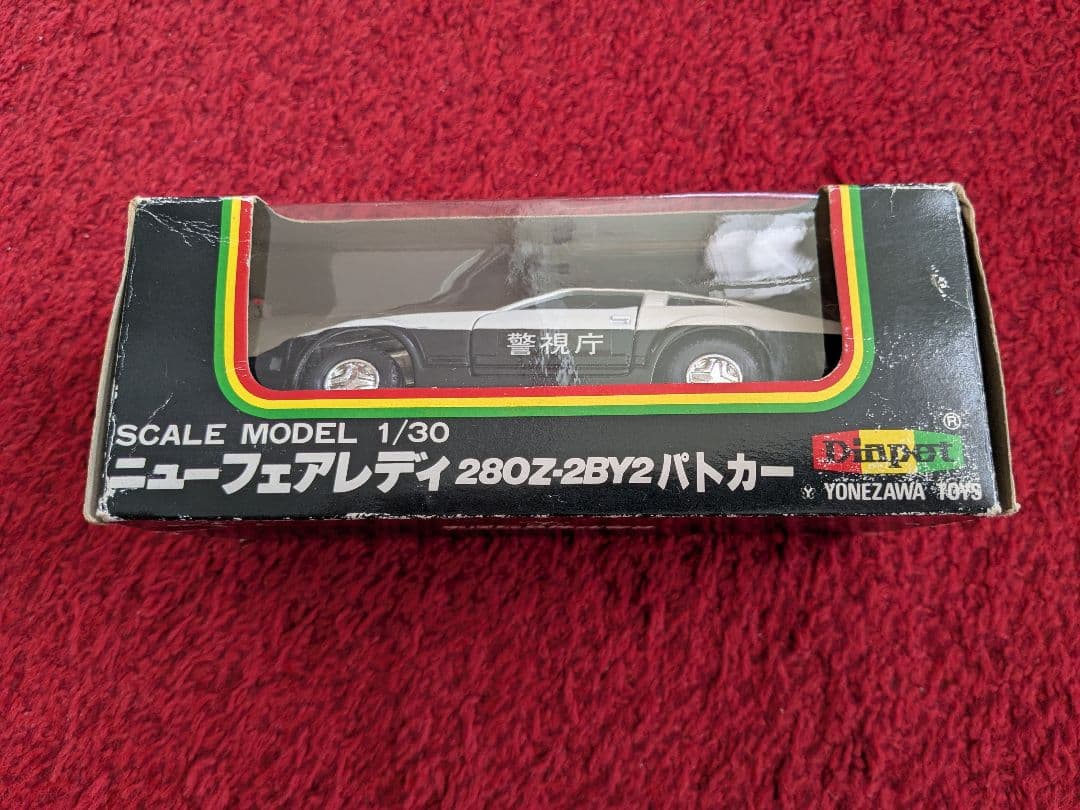 警視庁
SCALE MODEL 1/30
ニューフェアレディ 280Z-2BY2 パトカー
Diapet ®
YONEZAWA TOYS